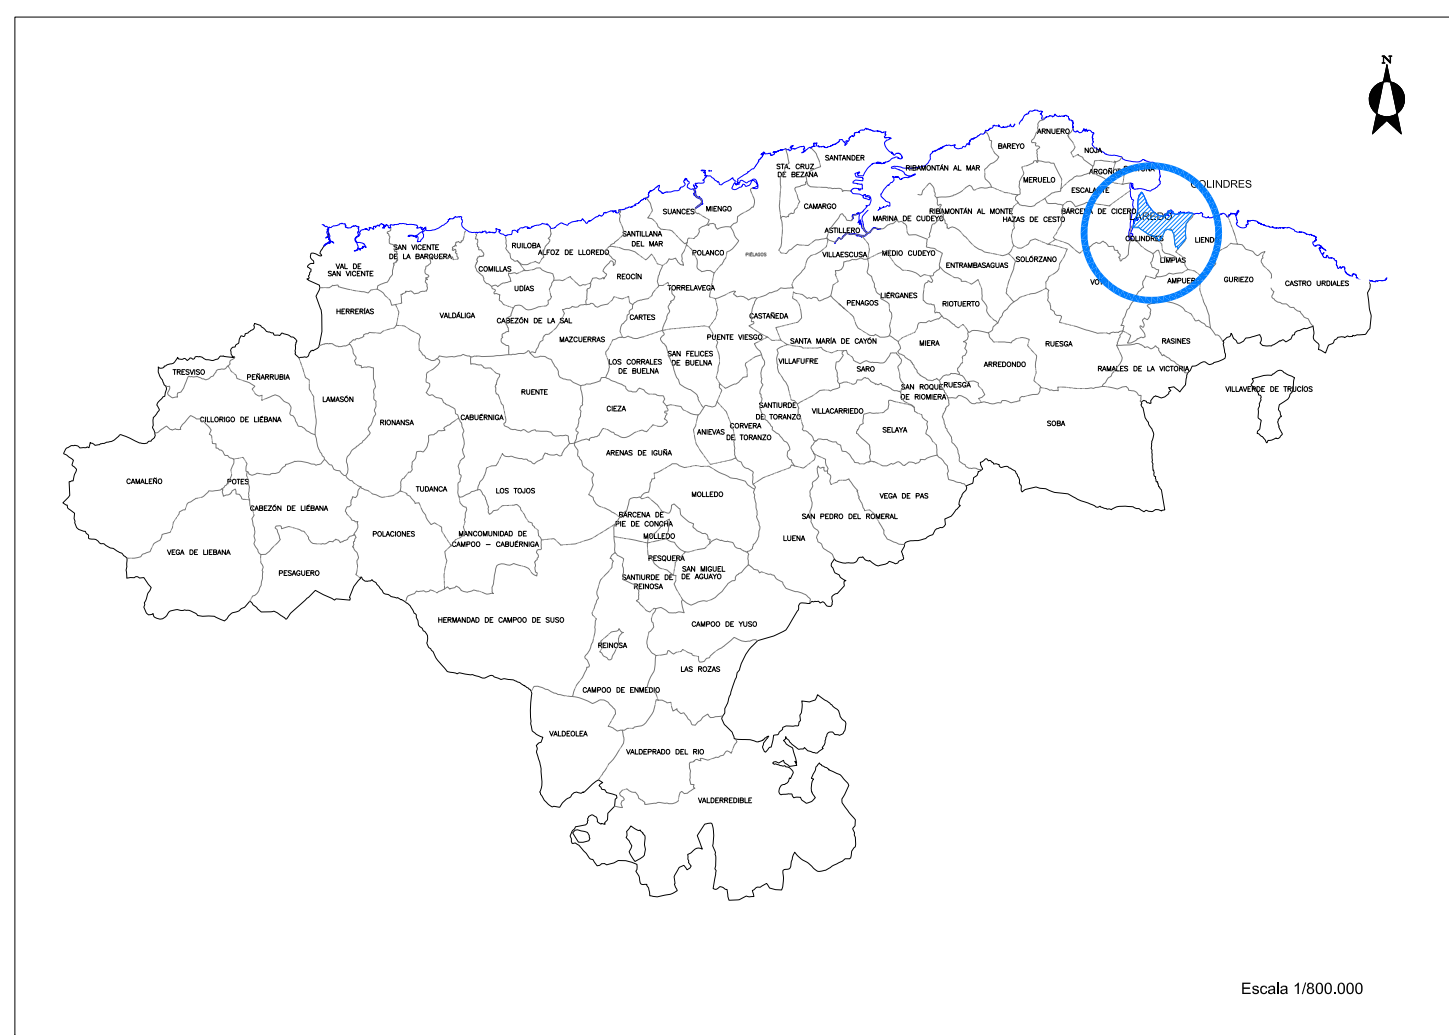 N
ARNUERO
BAREYO
NOJA
SANTANDER
STA. CRUZ
DE BEZANA
RIBAMONTÁN AL MAR
MERUELO
ARGOÑOS
ESCALANTE
COLINDRES
CAMARGO
SUANCES
MIENGO
MARINA DE CUDEYO
RIBAMONTÁN AL MONTE
HAZAS DE CESTO
BÁRCENA DE CICERO
LAREDO
ASTILLERO
COLINDRES
LIENDO
SANTILLANA
DEL MAR
SAN VICENTE
DE LA BARQUERA
RUILOBA
ALFOZ DE LLOREDO
POLANCO
PIÉLAGOS
VILLAESCUSA
MEDIO CUDEYO
ENTRAMBASAGUAS
SOLÓRZANO
LIMPIAS
VAL DE
SAN VICENTE
COMILLAS
UDÍAS
REOCÍN
TORRELAVEGA
VOTO
AMPUERO
GURIEZO
CASTRO URDIALES
HERRERÍAS
VALDÁLIGA
CABEZÓN DE LA SAL
CARTES
CASTAÑEDA
PENAGOS
LIÉRGANES
RIOTUERTO
MAZCUERRAS
PUENTE VIESGO
SANTA MARÍA DE CAYÓN
MIERA
RUESGA
RASINES
LOS CORRALES
DE BUELNA
SAN FELICES
DE BUELNA
VILLAFUFRE
SARO
ARREDONDO
RAMALES DE LA VICTORIA
TRESVISO
PEÑARRUBIA
LAMASÓN
RUENTE
SAN ROQUE
DE RIOMIERA
RUESGA
VILLAVERDE DE TRUCÍOS
CILLORIGO DE LIÉBANA
RIONANSA
CABUÉRNIGA
CIEZA
SANTIURDE
DE TORANZO
VILLACARRIEDO
SELAYA
SOBA
ANIEVAS
CORVERA
DE TORANZO
ARENAS DE IGUÑA
CAMALEÑO
POTES
TUDANCA
LOS TOJOS
MOLLEDO
VEGA DE PAS
CABEZÓN DE LIÉBANA
BÁRCENA DE
PIE DE CONCHA
SAN PEDRO DEL ROMERAL
POLACIONES
MANCOMUNIDAD DE
CAMPOO – CABUÉRNIGA
MOLLEDO
LUENA
VEGA DE LIEBANA
PESQUERA
PESAGUERO
SAN MIGUEL
DE AGUAYO
SANTIURDE DE
REINOSA
HERMANDAD DE CAMPOO DE SUSO
CAMPOO DE YUSO
REINOSA
LAS ROZAS
CAMPOO DE ENMEDIO
VALDEOLEA
VALDEPRADO DEL RIO
VALDERREDIBLE
Escala 1/800.000